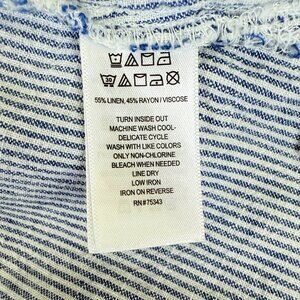 55% LINEN, 45% RAYON / VISCOSE
TURN INSIDE OUT
MACHINE WASH COOL-
DELICATE CYCLE
WASH WITH LIKE COLORS
ONLY NON-CHLORINE
BLEACH WHEN NEEDED
LINE DRY
LOW IRON
IRON ON REVERSE
RN#75343